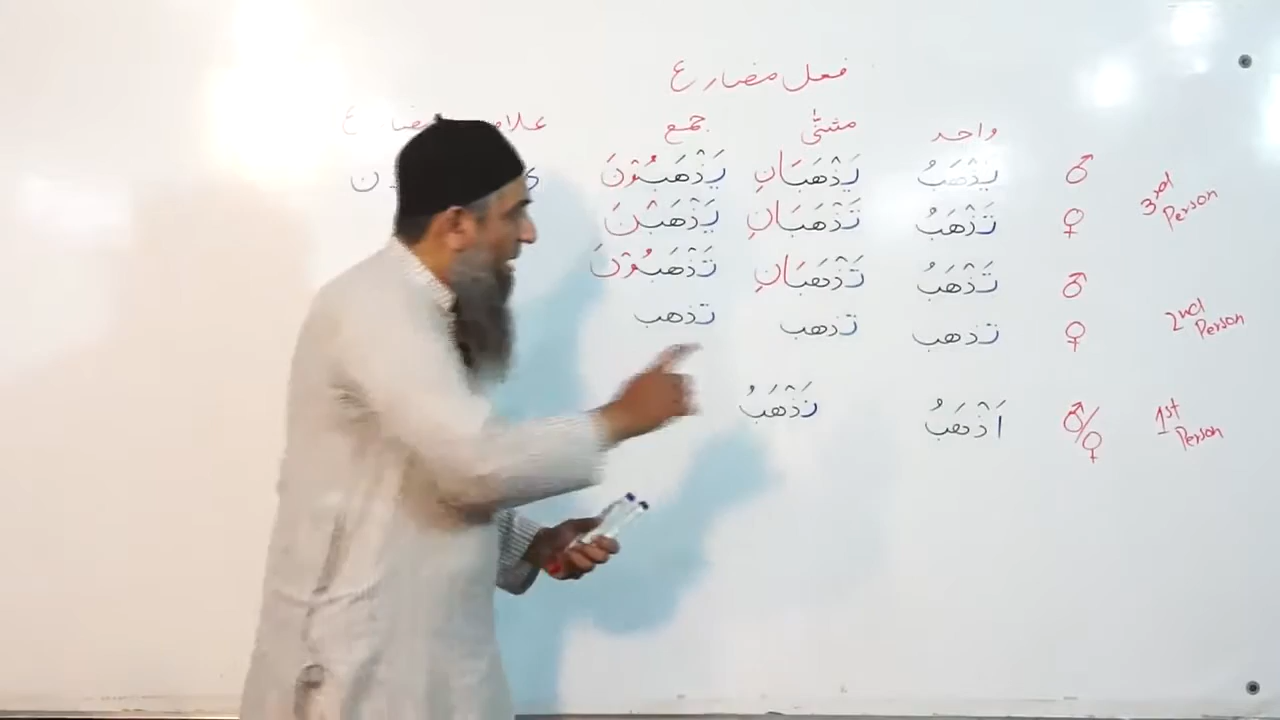 فعل مضارع
واحد مثنّٰی جمع
3rd Person ♂ يَذْهَبُ يَذْهَبَانِ يَذْهَبُوْنَ ن
♀ تَذْهَبُ تَذْهَبَانِ يَذْهَبْنَ
2nd Person ♂ تَذْهَبُ تَذْهَبَانِ تَذْهَبُوْنَ
♀ تذهب تذهب تذهب
1st Person ♂/♀ اَذْهَبُ نَذْهَبُ